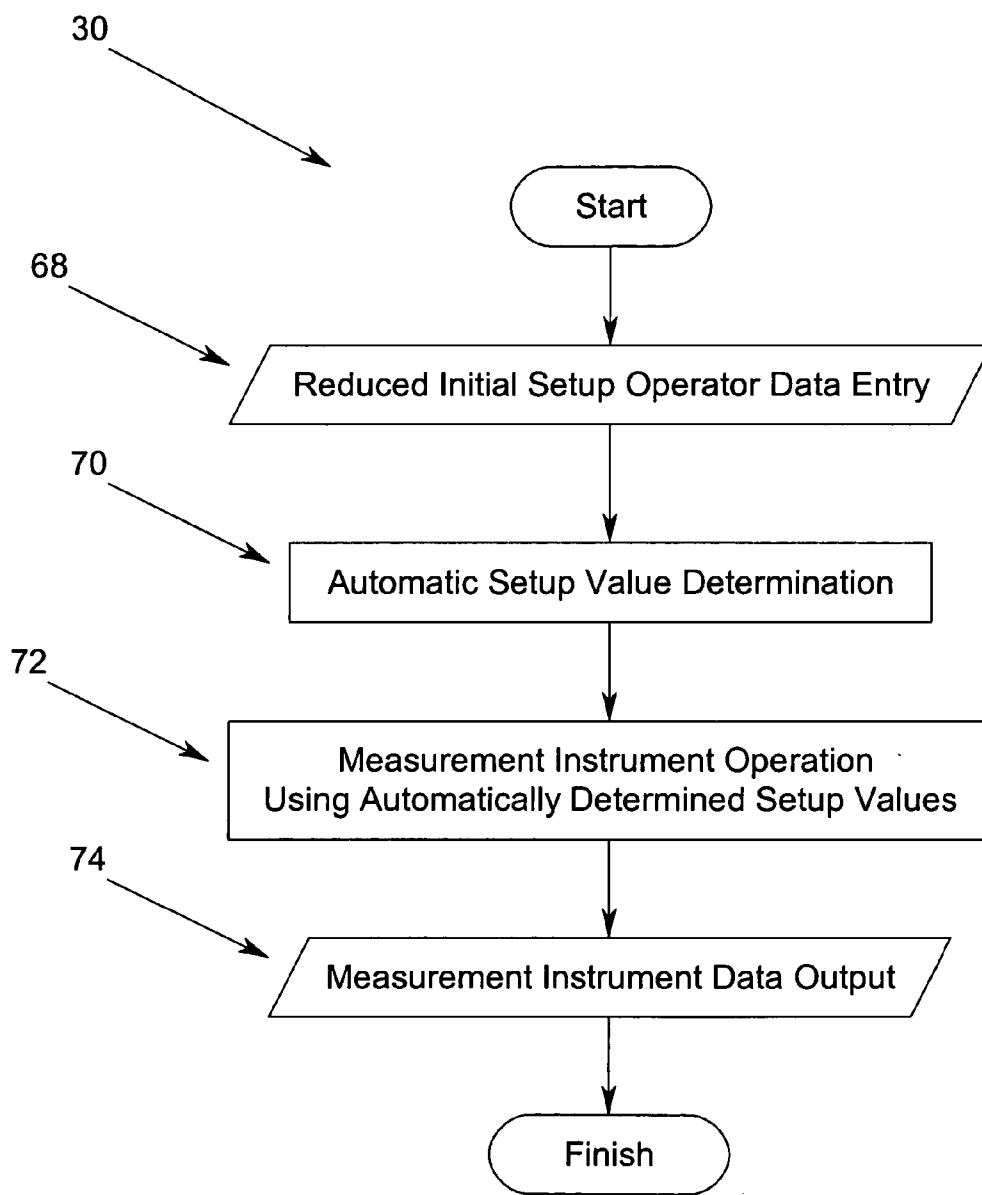 30
Start
68
Reduced Initial Setup Operator Data Entry
70
Automatic Setup Value Determination
72
Measurement Instrument Operation
Using Automatically Determined Setup Values
74
Measurement Instrument Data Output
Finish